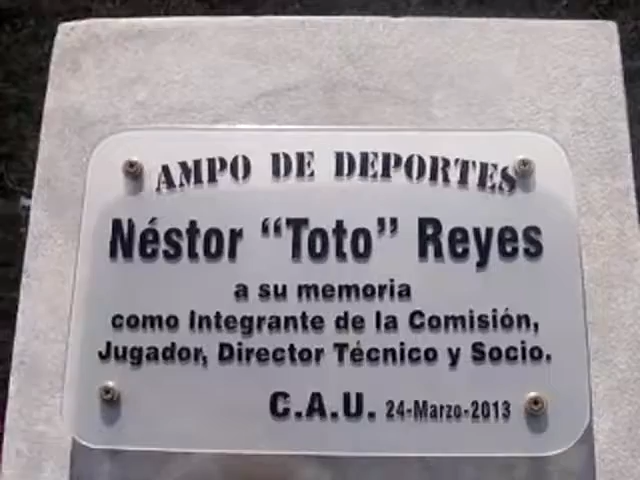 AMPO DE DEPORTES
Néstor "Toto" Reyes
a su memoria
como Integrante de la Comisión,
Jugador, Director Técnico y Socio.
C.A.U. 24-Marzo-2013